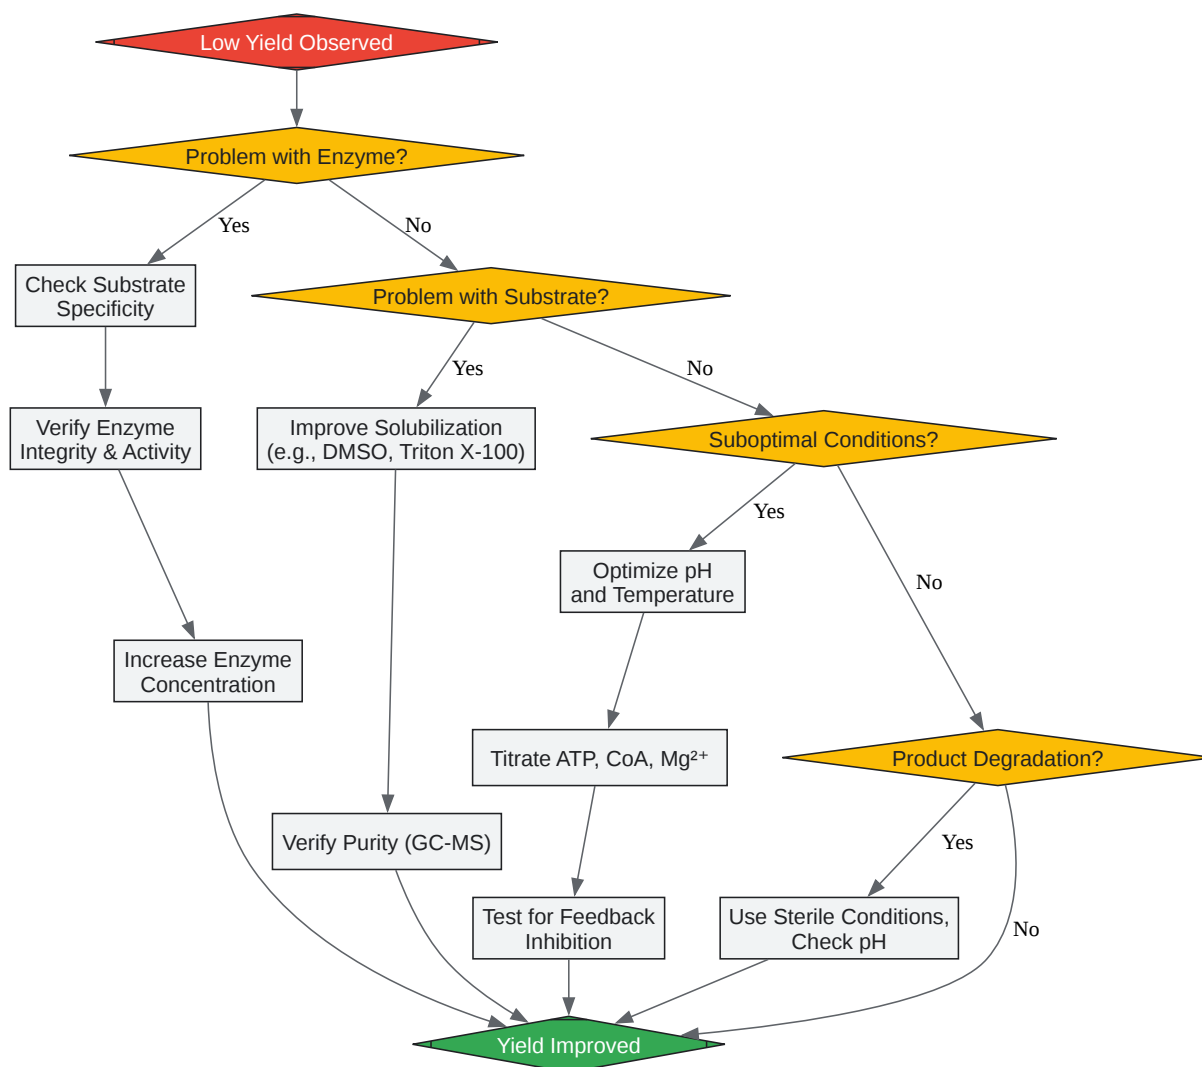 Low Yield Observed
Problem with Enzyme?
Yes
No
Check Substrate
Specificity
Problem with Substrate?
Yes
No
Verify Enzyme
Integrity & Activity
Improve Solubilization
(e.g., DMSO, Triton X-100)
Suboptimal Conditions?
Yes
No
Optimize pH
and Temperature
Increase Enzyme
Concentration
Titrate ATP, CoA, Mg²⁺
Product Degradation?
Verify Purity (GC-MS)
Yes
No
Test for Feedback
Inhibition
Use Sterile Conditions,
Check pH
Yield Improved